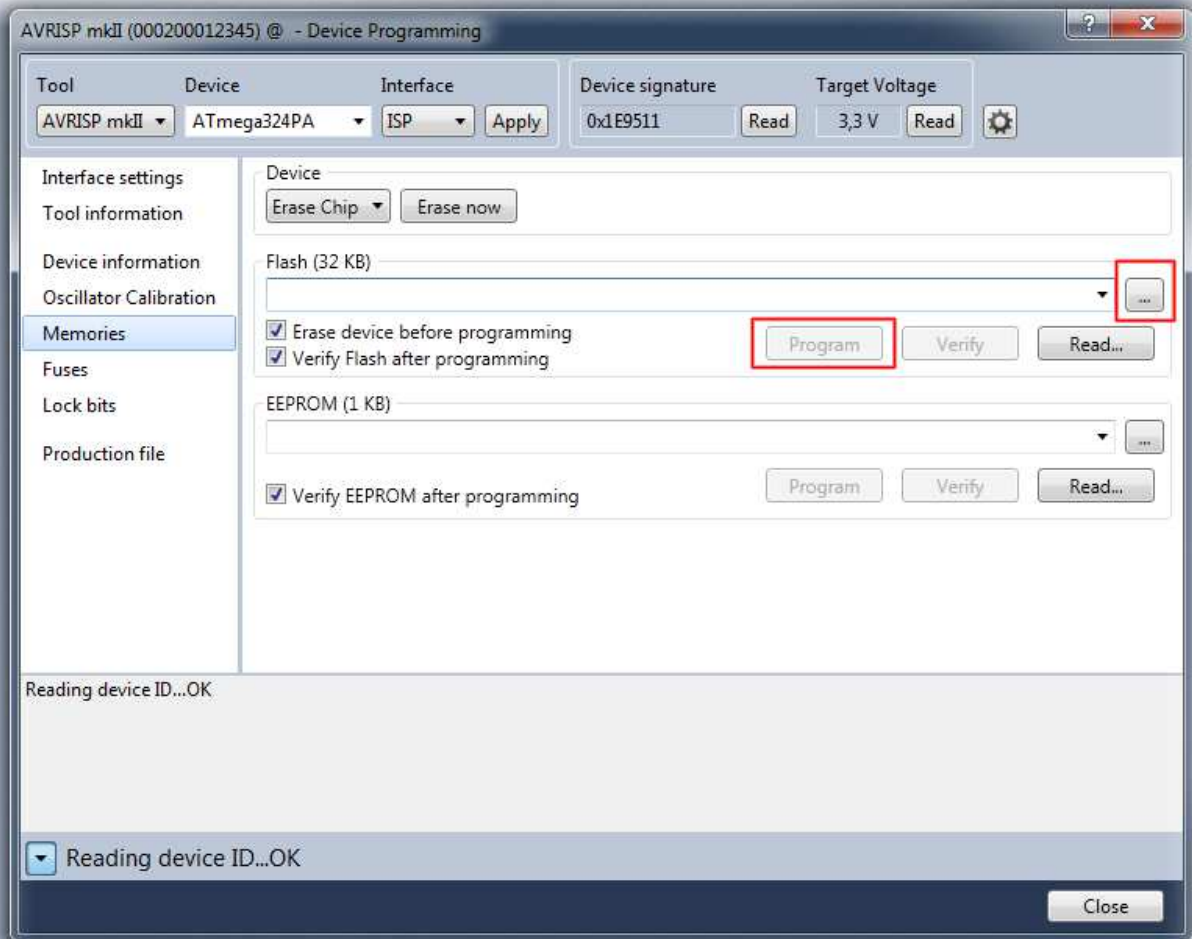 AVRISP mkII (000200012345) @ - Device Programming
?
X
Tool Device Interface Device signature Target Voltage
AVRISP mkII ATmega324PA ISP Apply 0x1E9511 Read 3,3 V Read
Interface settings
Tool information
Device information
Oscillator Calibration
Memories
Fuses
Lock bits
Production file
Device
Erase Chip Erase now
Flash (32 KB)
...
Erase device before programming
Verify Flash after programming
Program Verify Read...
EEPROM (1 KB)
...
Verify EEPROM after programming
Program Verify Read...
Reading device ID...OK
Reading device ID...OK
Close